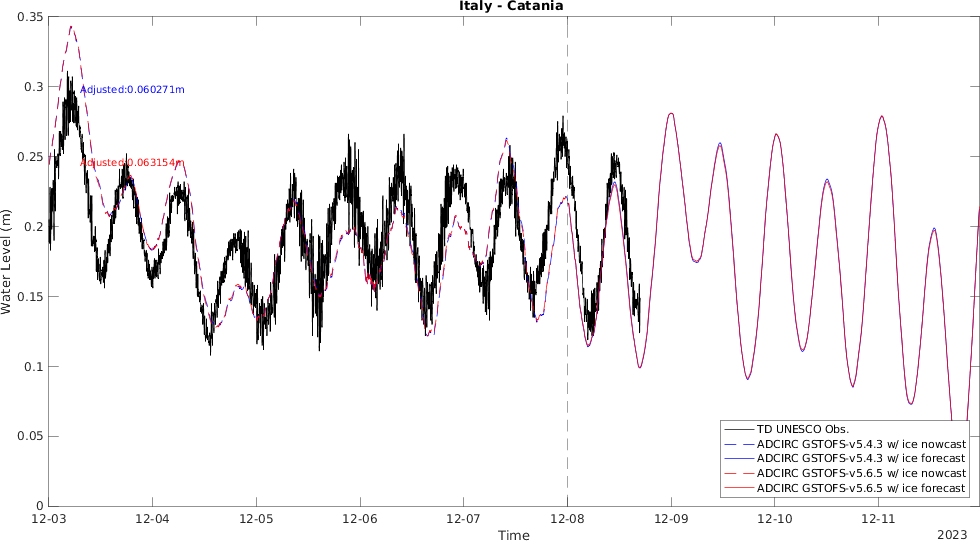 Italy - Catania
0.35
0.3
0.25
0.2
0.15
0.1
0.05
0
Water Level (m)
Adjusted:0.060271m
Adjusted:0.063154m
TD UNESCO Obs.
ADCIRC GSTOFS-v5.4.3 w/ ice nowcast
ADCIRC GSTOFS-v5.4.3 w/ ice forecast
ADCIRC GSTOFS-v5.6.5 w/ ice nowcast
ADCIRC GSTOFS-v5.6.5 w/ ice forecast
12-03 12-04 12-05 12-06 12-07 12-08 12-09 12-10 12-11
Time
2023